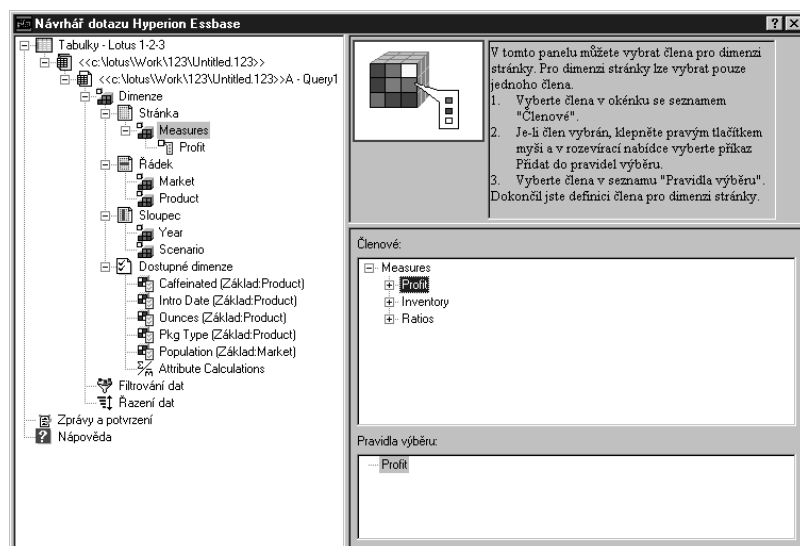 Návrhář dotazu Hyperion Essbase
Tabulky - Lotus 1-2-3
<<c:\lotus\Work\123\Untitled.123>>
<<c:\lotus\Work\123\Untitled.123>>A - Query1
Dimenze
Stránka
Measures
Profit
Řádek
Market
Product
Sloupec
Year
Scenario
Dostupné dimenze
Caffeinated (Základ:Product)
Intro Date (Základ:Product)
Ounces (Základ:Product)
Pkg Type (Základ:Product)
Population (Základ:Market)
Attribute Calculations
Filtrování dat
Řazení dat
Zprávy a potvrzení
Nápověda
V tomto panelu můžete vybrat člena pro dimenzi
stránky. Pro dimenzi stránky lze vybrat pouze
jednoho člena.
1. Vyberte člena v okénku se seznamem
"Členové".
2. Je-li člen vybrán, klepněte pravým tlačítkem
myši a v rozevírací nabídce vyberte příkaz
Přidat do pravidel výběru.
3. Vyberte člena v seznamu "Pravidla výběru".
Dokončil jste definici člena pro dimenzi stránky.
Členové:
Measures
Profit
Inventory
Ratios
Pravidla výběru:
Profit